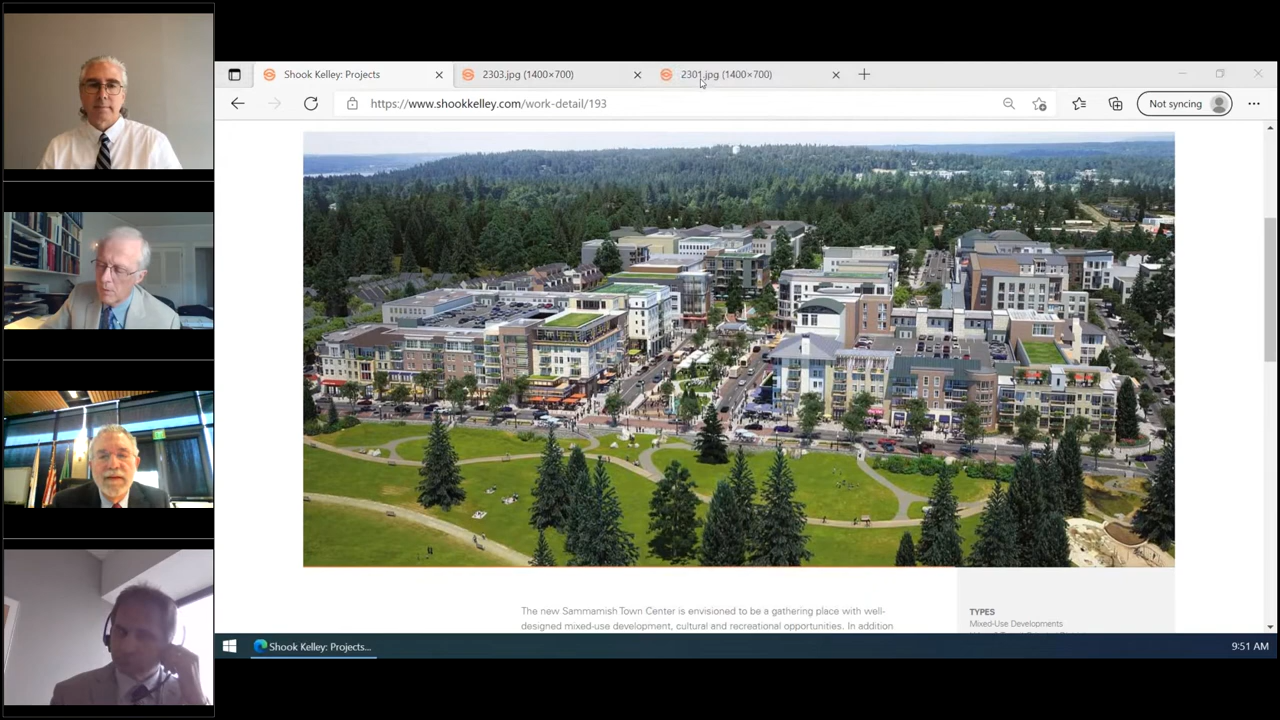 Shook Kelley: Projects
2303.jpg (1400×700)
2301.jpg (1400×700)
https://www.shookkelley.com/work-detail/193
Not syncing
The new Sammamish Town Center is envisioned to be a gathering place with well-
designed mixed-use development, cultural and recreational opportunities. In addition
TYPES
Mixed-Use Developments
Shook Kelley: Projects...
9:51 AM